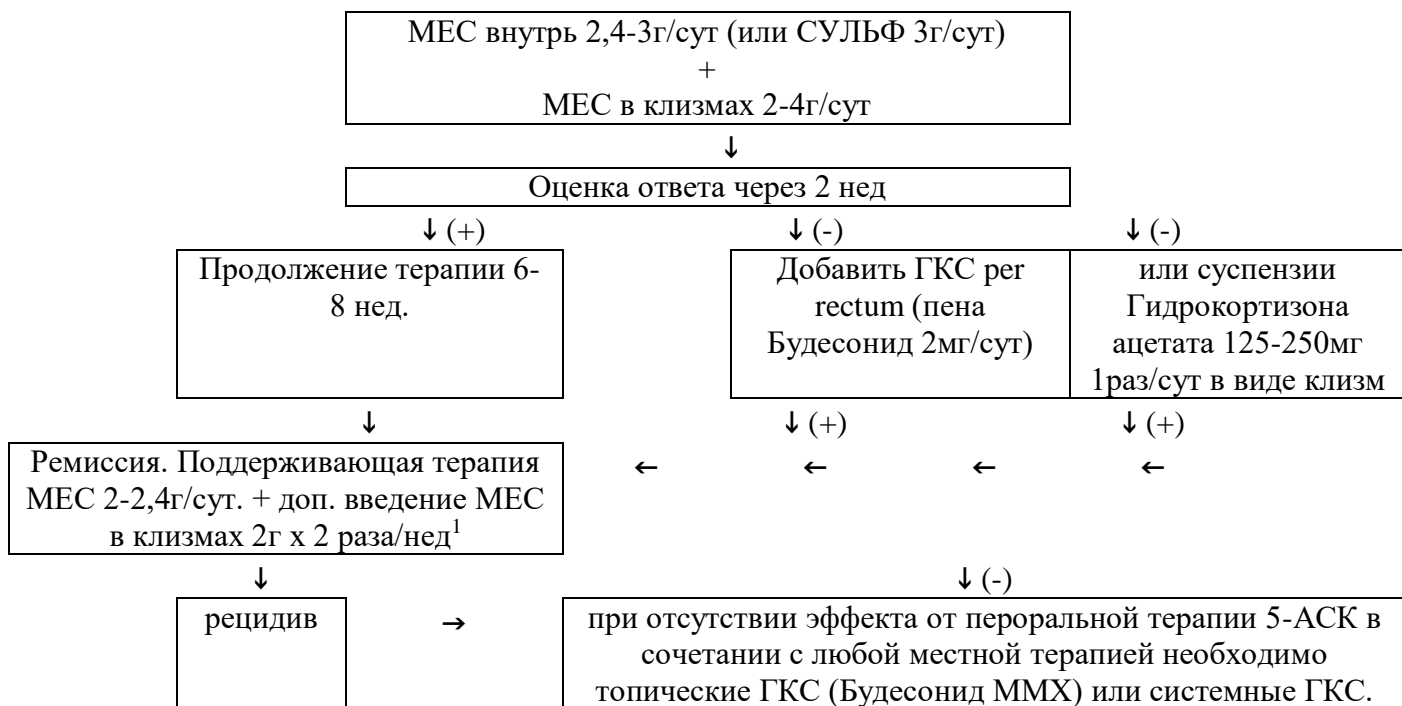 МЕС внутрь 2,4-3г/сут (или СУЛЬФ 3г/сут)
+
МЕС в клизмах 2-4г/сут
↓
Оценка ответа через 2 нед
↓ (+) ↓ (-) ↓ (-)
Продолжение терапии 6-
8 нед.
Добавить ГКС per
rectum (пена
Будесонид 2мг/сут)
или суспензии
Гидрокортизона
ацетата 125-250мг
1раз/сут в виде клизм
↓ ↓ (+) ↓ (+)
Ремиссия. Поддерживающая терапия
МЕС 2-2,4г/сут. + доп. введение МЕС
в клизмах 2г х 2 раза/нед¹
← ← ← ←
↓ ↓ (-)
рецидив
→
при отсутствии эффекта от пероральной терапии 5-АСК в
сочетании с любой местной терапией необходимо
топические ГКС (Будесонид ММХ) или системные ГКС.